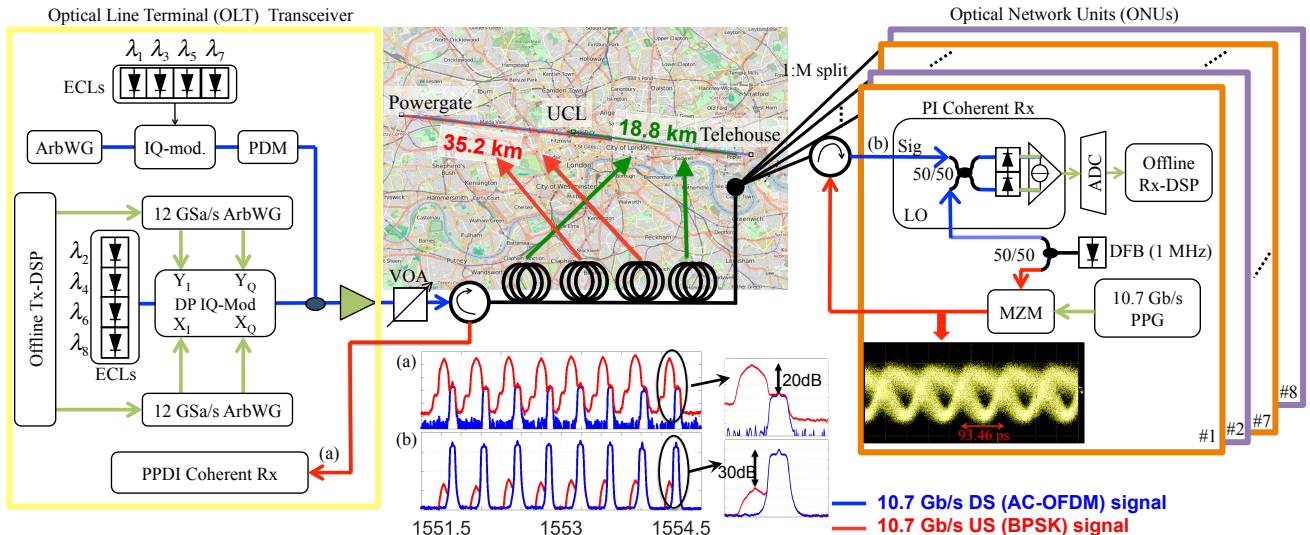 Optical Line Terminal (OLT) Transceiver
Optical Network Units (ONUs)
λ1 λ3 λ5 λ7
ECLs
ArbWG
IQ-mod.
PDM
Offline Tx-DSP
12 GSa/s ArbWG
λ2
λ4
λ6
λ8
ECLs
YI
YQ
DP IQ-Mod
XI
XQ
12 GSa/s ArbWG
PPDI Coherent Rx
(a)
VOA
Powergate
UCL
18.8 km
Telehouse
35.2 km
1:M split
PI Coherent Rx
(b)
Sig
50/50
LO
ADC
Offline
Rx-DSP
50/50
DFB (1 MHz)
MZM
10.7 Gb/s
PPG
93.46 ps
#1
#2
#7
#8
(a)
20dB
(b)
30dB
1551.5
1553
1554.5
10.7 Gb/s DS (AC-OFDM) signal
10.7 Gb/s US (BPSK) signal